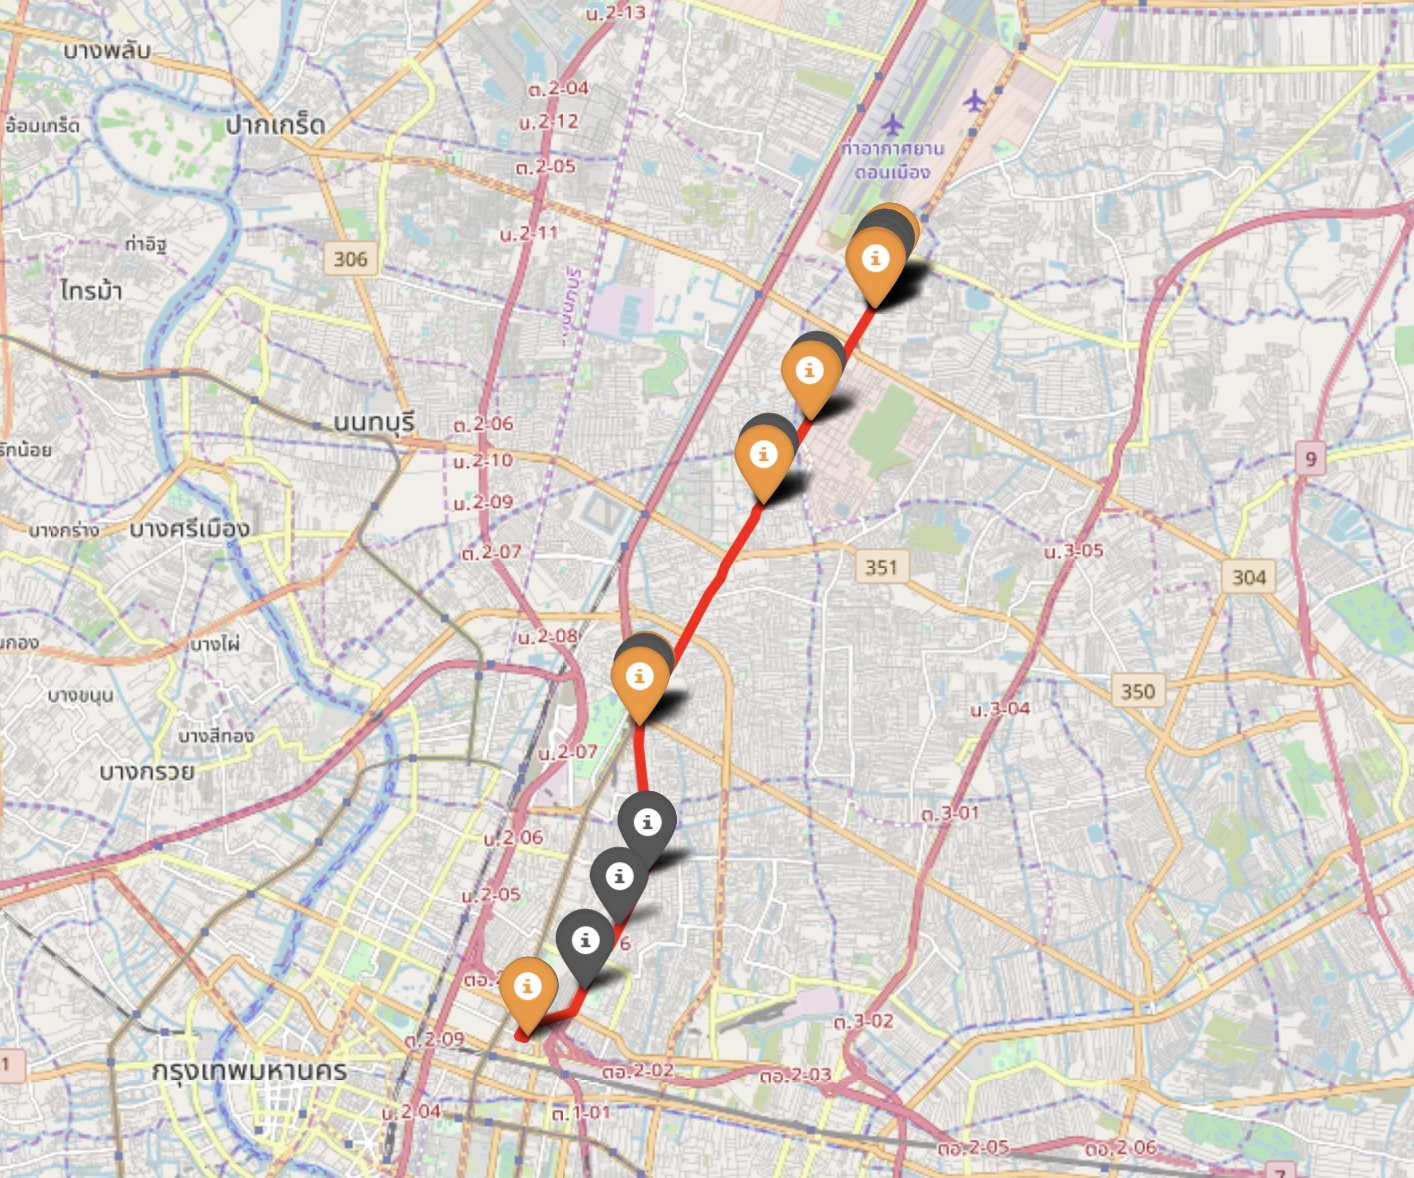 น.2-13
บางพลับ
ต.2-04
อ้อมเกร็ด
ปากเกร็ด
น.2-12
ท่าอากาศยาน
ดอนเมือง
ต.2-05
น.2-11
ท่าอิฐ
306
ไทรม้า
นนทบุรี
ต.2-06
รักน้อย
น.2-10
9
น.2-09
บางกร่าง
บางศรีเมือง
ต.2-07
351
น.3-05
304
บางไผ่
น.2-08
บางขนุน
350
น.3-04
บางสีทอง
น.2-07
บางกรวย
ต.3-01
น.2-06
น.2-05
6
ตอ.2
ต.3-02
ต.2-09
1
กรุงเทพมหานคร
ตอ.2-02
ตอ.2-03
น.2-04
ต.1-01
ตอ.2-05
ตอ.2-06
7